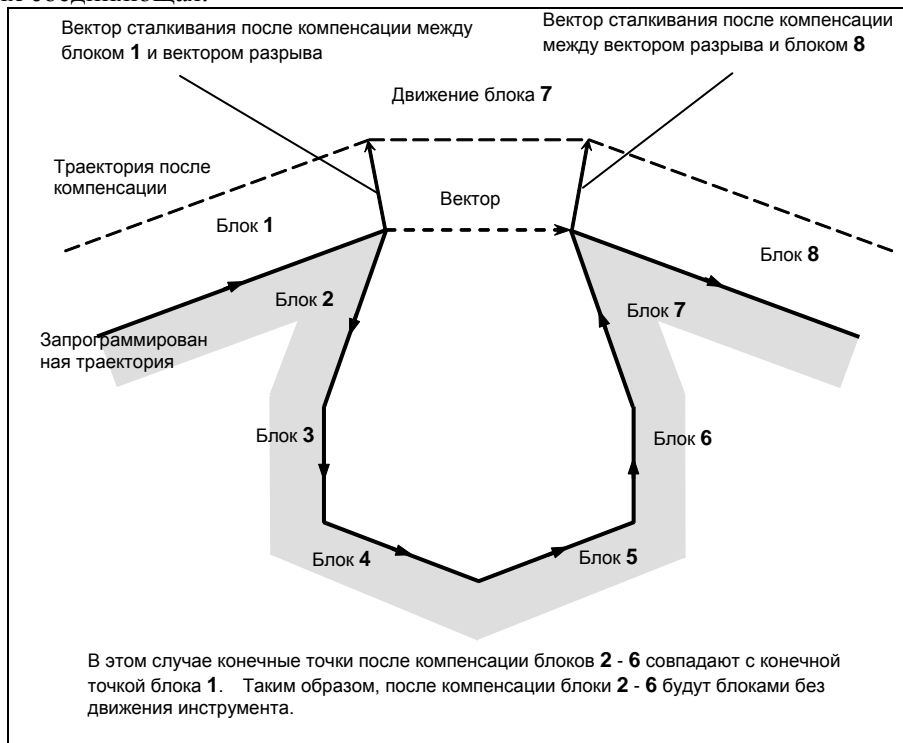 Вектор сталкивания после компенсации между
блоком 1 и вектором разрыва
Вектор сталкивания после компенсации
между вектором разрыва и блоком 8
Движение блока 7
Траектория после
компенсации
Вектор
Блок 1
Блок 8
Блок 2
Блок 7
Запрограммирован
ная траектория
Блок 3
Блок 6
Блок 4
Блок 5
В этом случае конечные точки после компенсации блоков 2 - 6 совпадают с конечной
точкой блока 1. Таким образом, после компенсации блоки 2 - 6 будут блоками без
движения инструмента.